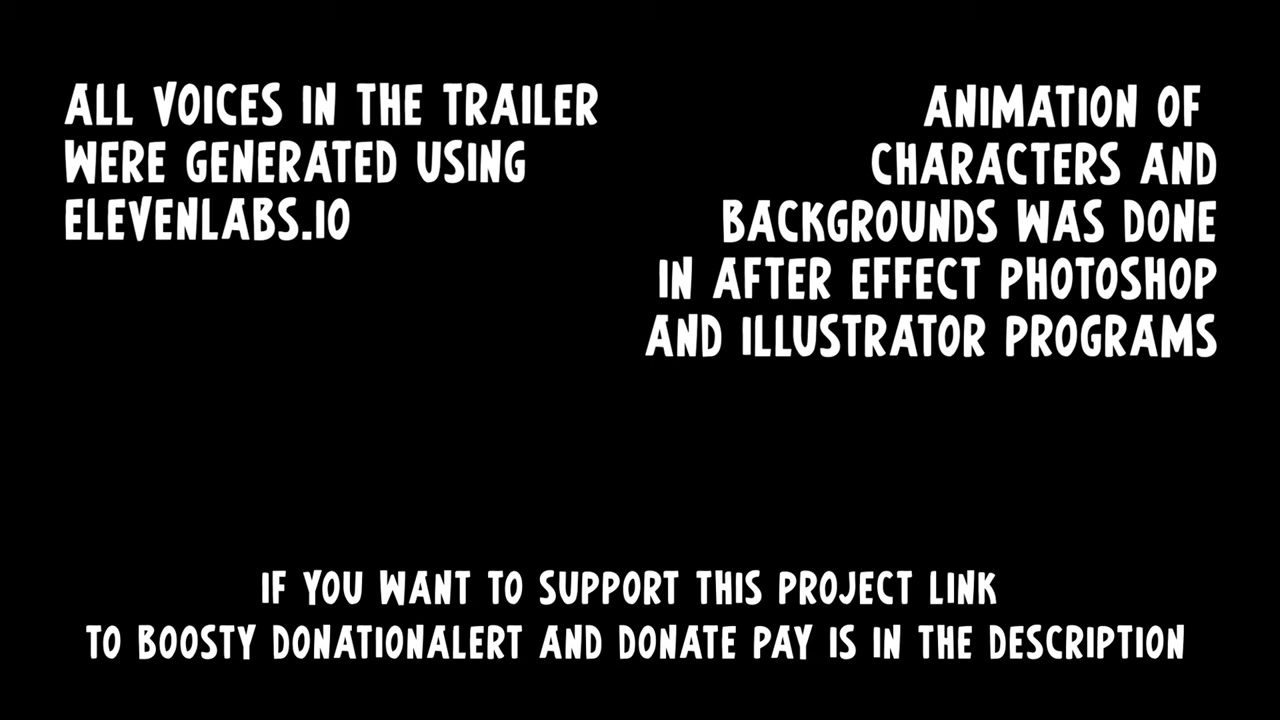 ALL VOICES IN THE TRAILER
WERE GENERATED USING
ELEVENLABS.IO
ANIMATION OF
CHARACTERS AND
BACKGROUNDS WAS DONE
IN AFTER EFFECT PHOTOSHOP
AND ILLUSTRATOR PROGRAMS
IF YOU WANT TO SUPPORT THIS PROJECT LINK
TO BOOSTY DONATIONALERT AND DONATE PAY IS IN THE DESCRIPTION